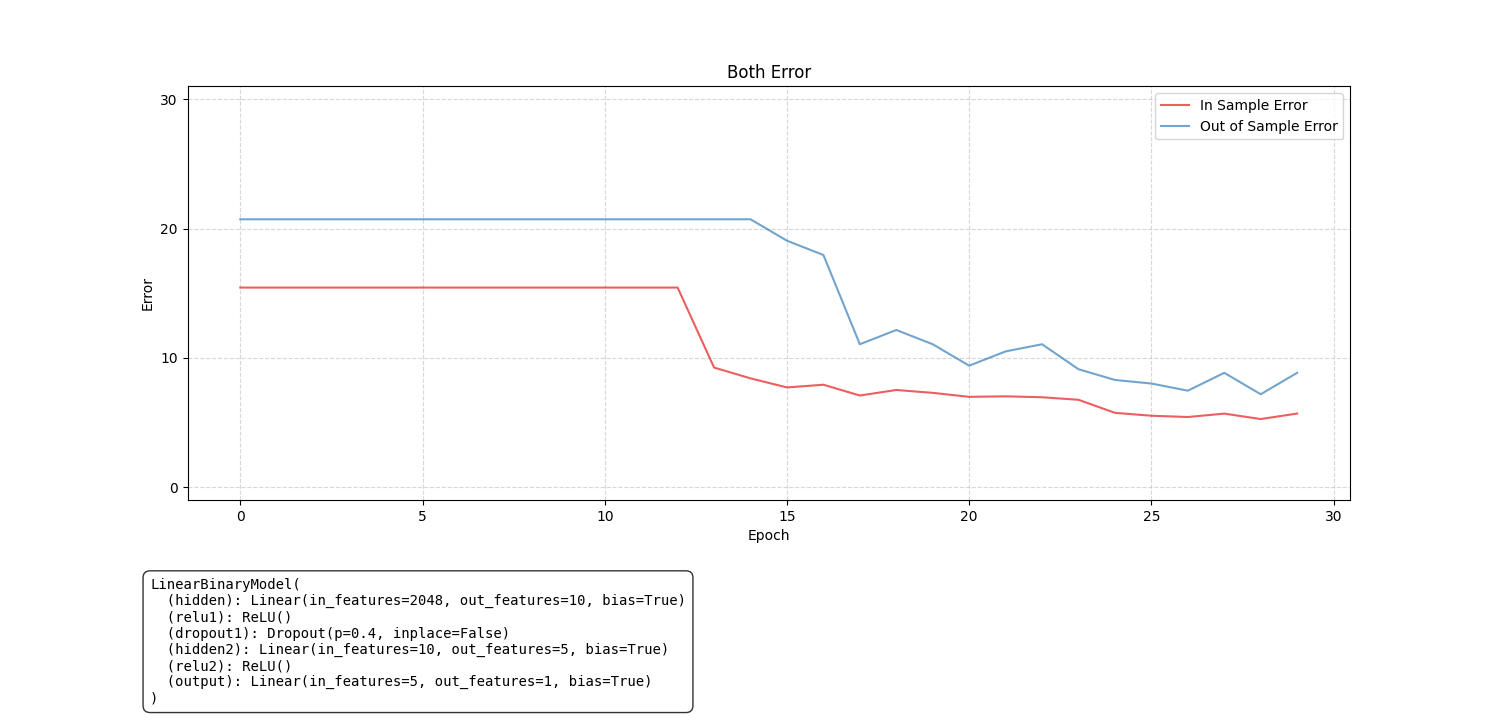 Both Error
30
20
10
0
Error
In Sample Error
Out of Sample Error
0 5 10 15 20 25 30
Epoch
LinearBinaryModel(
  (hidden): Linear(in_features=2048, out_features=10, bias=True)
  (relu1): ReLU()
  (dropout1): Dropout(p=0.4, inplace=False)
  (hidden2): Linear(in_features=10, out_features=5, bias=True)
  (relu2): ReLU()
  (output): Linear(in_features=5, out_features=1, bias=True)
)